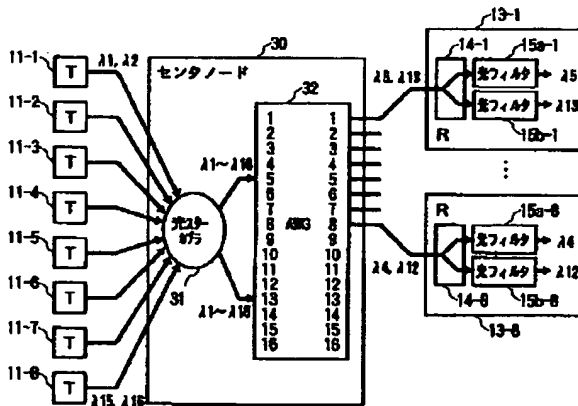 11-1
T
λ1, λ2
11-2
T
11-3
T
11-4
T
11-5
T
11-6
T
11-7
T
11-8
T
λ15, λ16
30
センタノード
光スター
カプラ
31
λ1～λ16
λ1～λ16
32
AWG
1 1
2 2
3 3
4 4
5 5
6 6
7 7
8 8
9 9
10 10
11 11
12 12
13 13
14 14
15 15
16 16
λ5, λ13
λ4, λ12
13-1
14-1
15a-1
光フィルタ
λ5
光フィルタ
λ13
R
15b-1
R
15a-8
光フィルタ
λ4
光フィルタ
λ12
14-8
15b-8
13-8